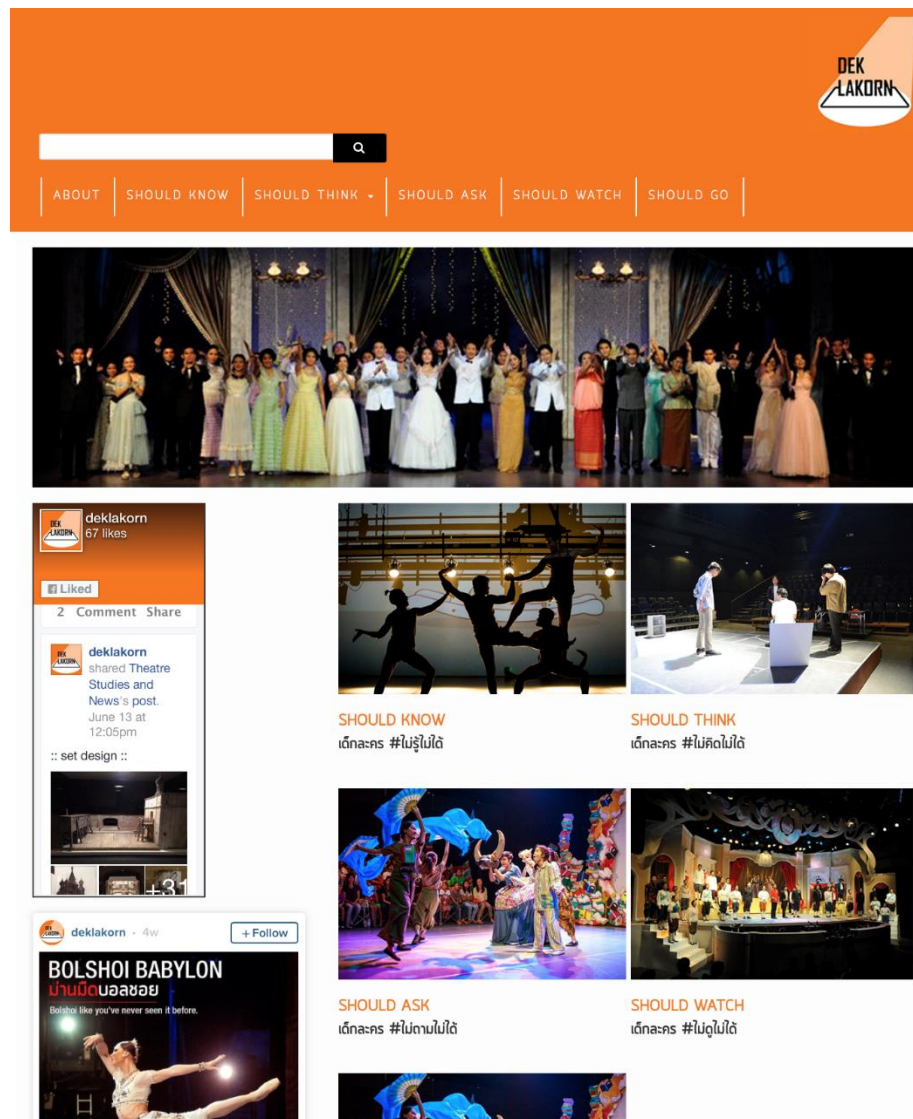 DEK
LAKORN
ABOUT
SHOULD KNOW
SHOULD THINK
SHOULD ASK
SHOULD WATCH
SHOULD GO
DEK
LAKORN
deklakorn
67 likes
Liked
2 Comment Share
DEK
LAKORN
deklakorn
shared Theatre
Studies and
News's post.
June 13 at
12:05pm
:: set design ::
+31
deklakorn · 4w
+ Follow
BOLSHOI BABYLON
ม่านมืดบอลชอย
Bolshoi like you've never seen it before.
SHOULD KNOW
เด็กละคร #ไม่รู้ไม่ได้
SHOULD THINK
เด็กละคร #ไม่คิดไม่ได้
SHOULD ASK
เด็กละคร #ไม่ถามไม่ได้
SHOULD WATCH
เด็กละคร #ไม่ดูไม่ได้